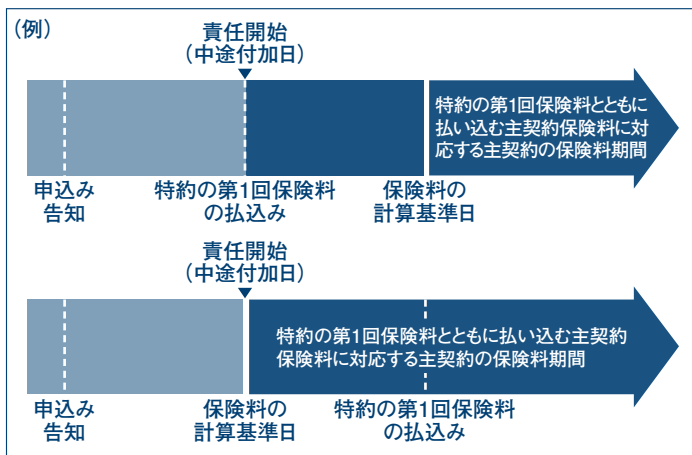 (例)
責任開始
(中途付加日)
特約の第1回保険料とともに
払い込む主契約保険料に対
応する主契約の保険料期間
申込み
告知
特約の第1回保険料
の払込み
保険料の
計算基準日
責任開始
(中途付加日)
特約の第1回保険料とともに払い込む主契約
保険料に対応する主契約の保険料期間
申込み
告知
保険料の
計算基準日
特約の第1回保険料
の払込み